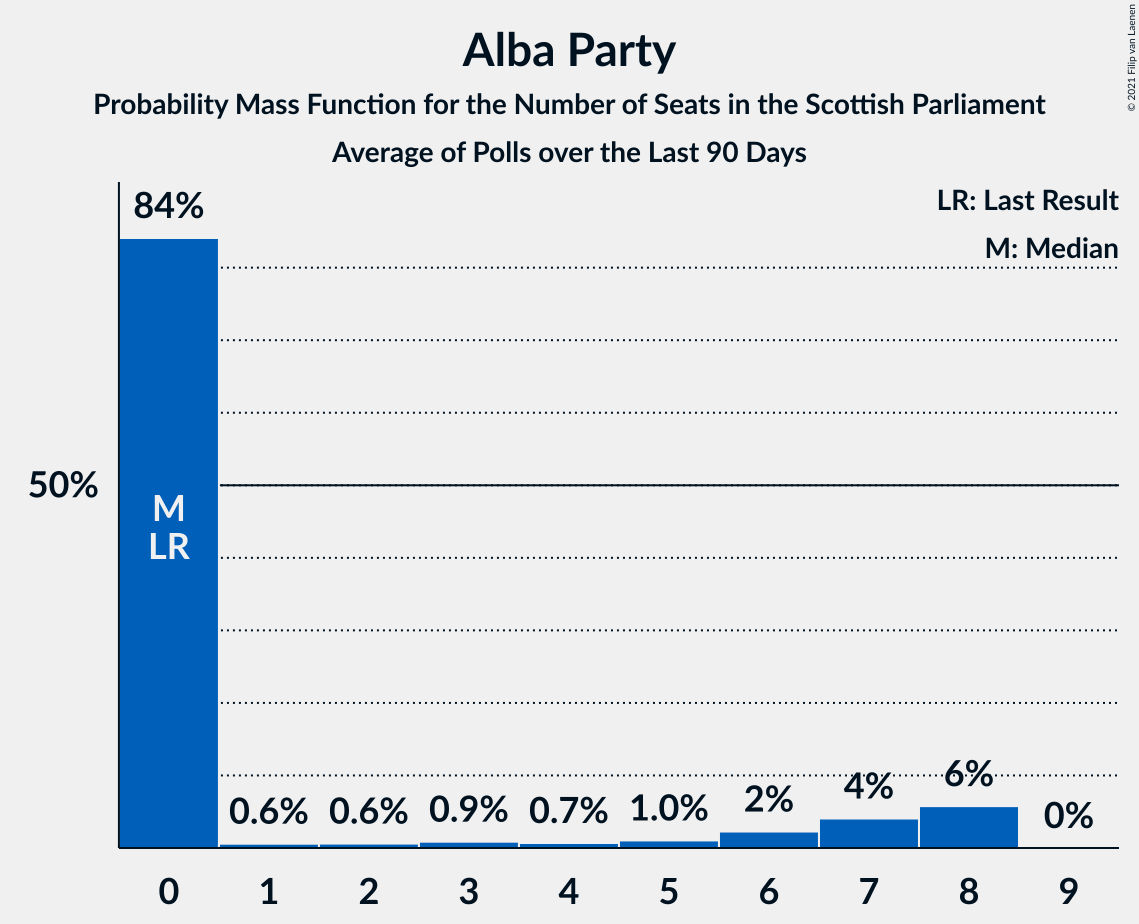 Alba Party
Probability Mass Function for the Number of Seats in the Scottish Parliament
Average of Polls over the Last 90 Days
© 2021 Filip van Laenen
LR: Last Result
M: Median
84%
50%
M
LR
0.6%
0.6%
0.9%
0.7%
1.0%
2%
4%
6%
0%
0
1
2
3
4
5
6
7
8
9